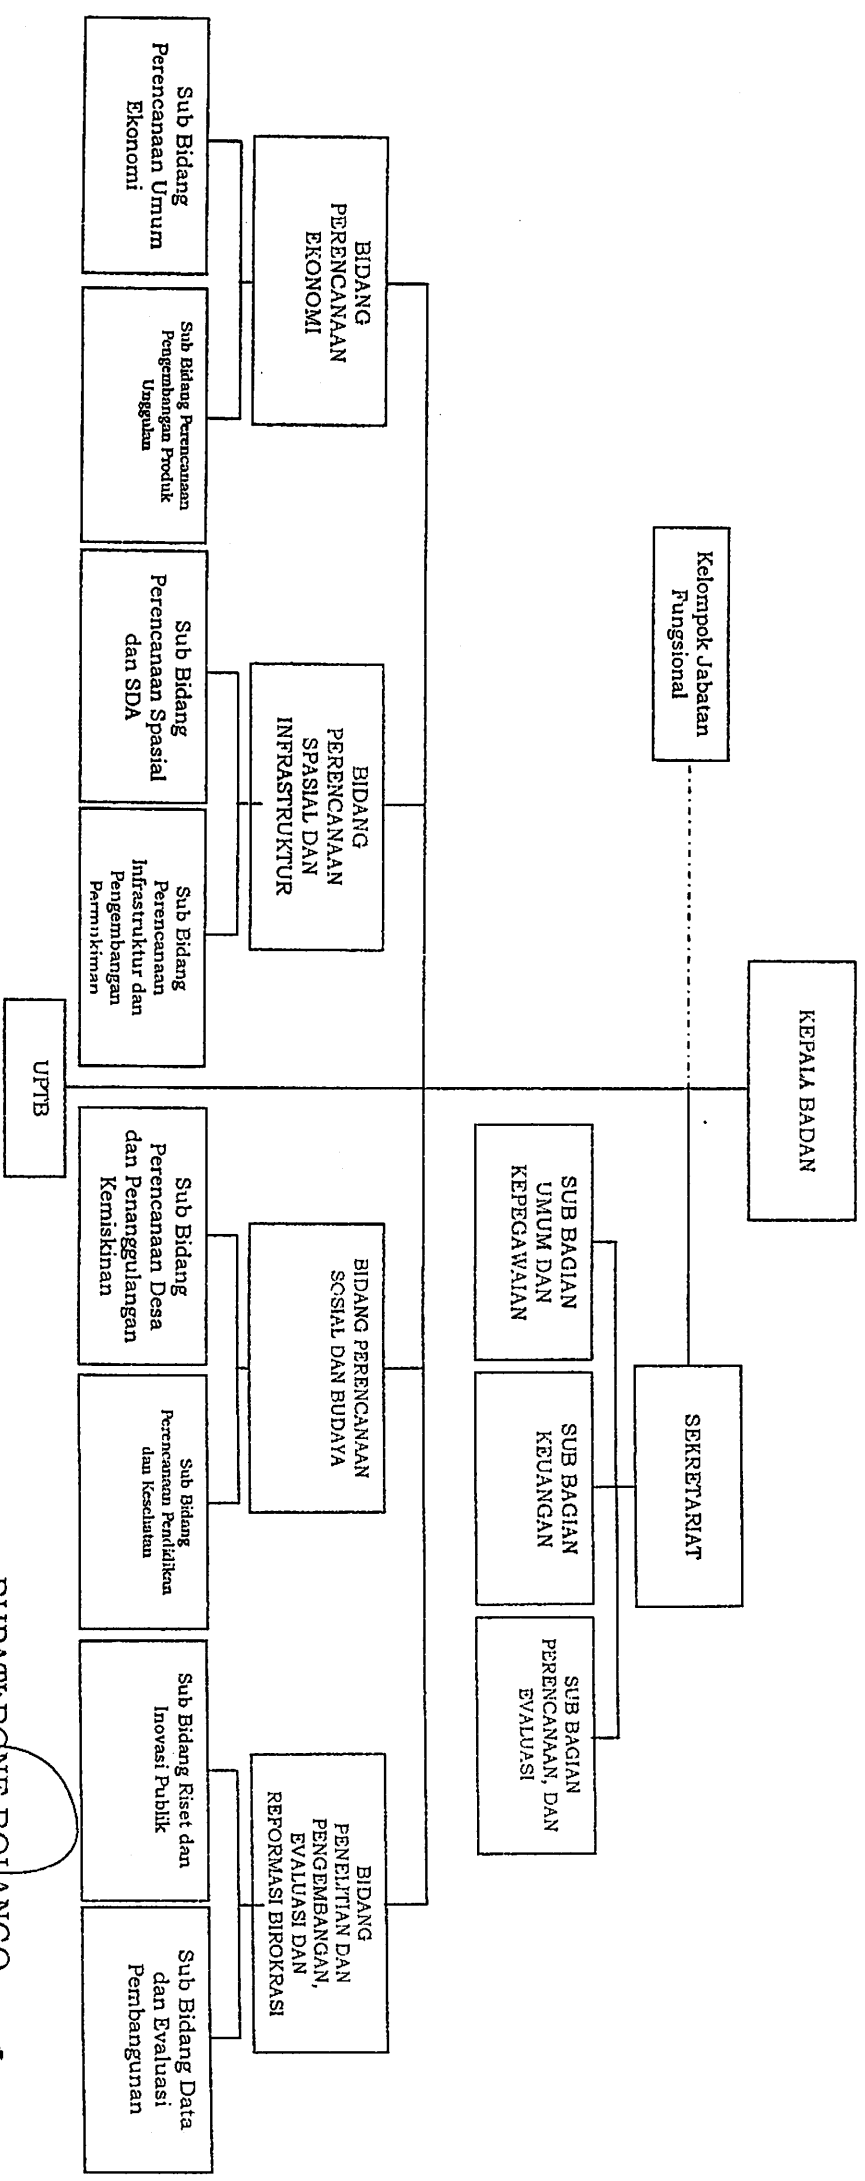 KEPALA BADAN
Kelompok Jabatan
Fungsional
SEKRETARIAT
SUB BAGIAN
UMUM DAN
KEPEGAWAIAN
SUB BAGIAN
KEUANGAN
SUB BAGIAN
PERENCANAAN, DAN
EVALUASI
BIDANG
PERENCANAAN
EKONOMI
BIDANG
PERENCANAAN
SPASIAL DAN
INFRASTRUKTUR
BIDANG PERENCANAAN
SOSIAL DAN BUDAYA
BIDANG
PENELITIAN DAN
PENGEMBANGAN,
EVALUASI DAN
REFORMASI BIROKRASI
Sub Bidang
Perencanaan Umum
Ekonomi
Sub Bidang Perencanaan
Pengembangan Produk
Unggulan
Sub Bidang
Perencanaan Spasial
dan SDA
Sub Bidang
Perencanaan
Infrastruktur dan
Pengembangan
Permukiman
Sub Bidang
Perencanaan Desa
dan Penanggulangan
Kemiskinan
Sub Bidang
Perencanaan Pendidikan
dan Kesehatan
Sub Bidang Riset dan
Inovasi Publik
Sub Bidang Data
dan Evaluasi
Pembangunan
UPTB
BUPATI BONE BOLANGO